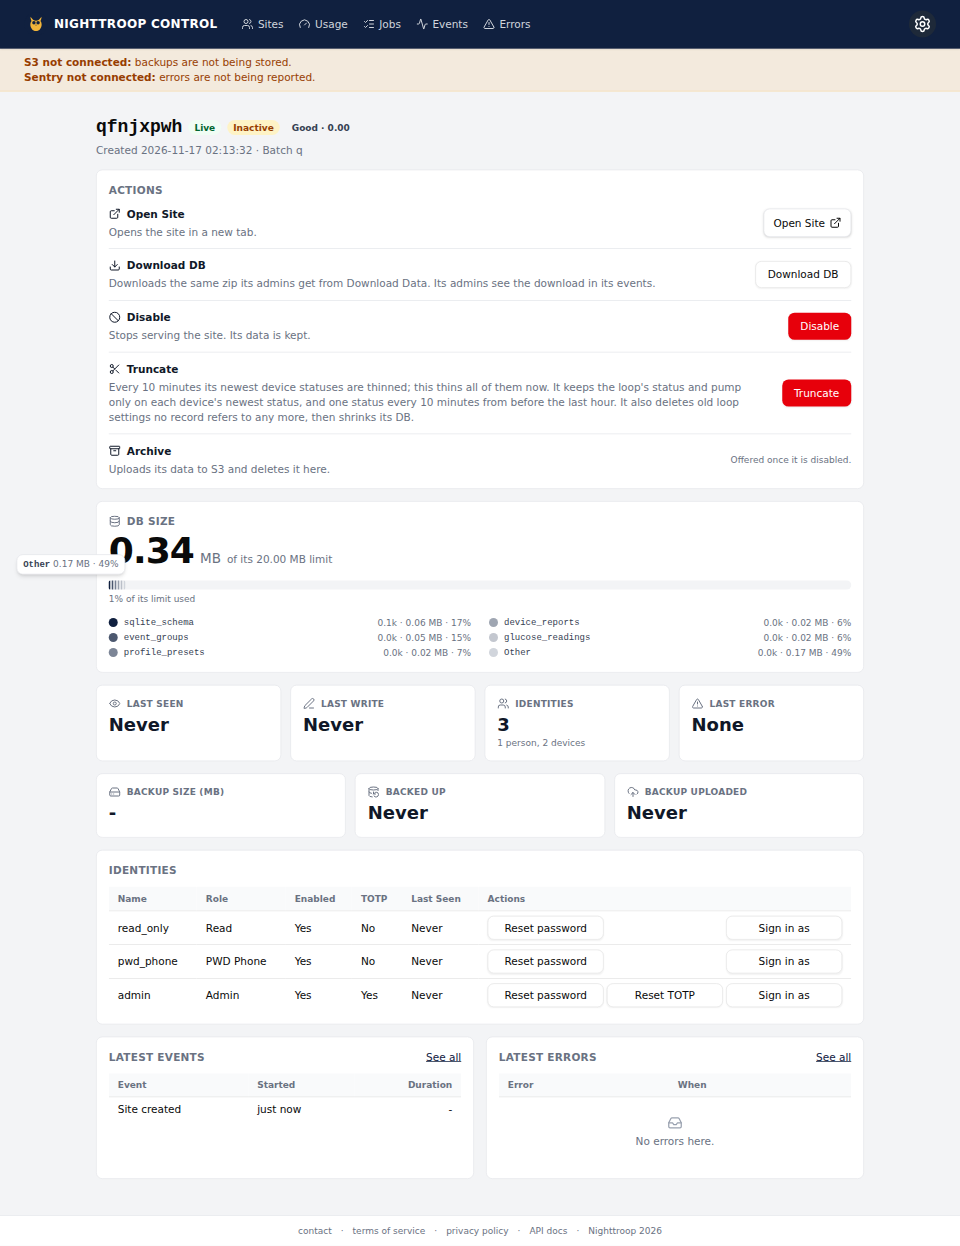 NIGHTTROOP CONTROL Sites Usage Jobs Events Errors
S3 not connected: backups are not being stored.
Sentry not connected: errors are not being reported.
qfnjxpwh Live Inactive Good · 0.00
Created 2026-11-17 02:13:32 · Batch q
ACTIONS
Open Site
Opens the site in a new tab.
Open Site
Download DB
Downloads the same zip its admins get from Download Data. Its admins see the download in its events.
Download DB
Disable
Stops serving the site. Its data is kept.
Disable
Truncate
Every 10 minutes its newest device statuses are thinned; this thins all of them now. It keeps the loop's status and pump
only on each device's newest status, and one status every 10 minutes from before the last hour. It also deletes old loop
settings no record refers to any more, then shrinks its DB.
Truncate
Archive
Uploads its data to S3 and deletes it here.
Offered once it is disabled.
DB SIZE
0.34 MB of its 20.00 MB limit
Other 0.17 MB · 49%
1% of its limit used
sqlite_schema 0.1k · 0.06 MB · 17%
event_groups 0.0k · 0.05 MB · 15%
profile_presets 0.0k · 0.02 MB · 7%
device_reports 0.0k · 0.02 MB · 6%
glucose_readings 0.0k · 0.02 MB · 6%
Other 0.0k · 0.17 MB · 49%
LAST SEEN
Never
LAST WRITE
Never
IDENTITIES
3
1 person, 2 devices
LAST ERROR
None
BACKUP SIZE (MB)
-
BACKED UP
Never
BACKUP UPLOADED
Never
IDENTITIES
Name Role Enabled TOTP Last Seen Actions
read_only Read Yes No Never Reset password Sign in as
pwd_phone PWD Phone Yes No Never Reset password Sign in as
admin Admin Yes Yes Never Reset password Reset TOTP Sign in as
LATEST EVENTS See all
Event Started Duration
Site created just now -
LATEST ERRORS See all
Error When
No errors here.
contact · terms of service · privacy policy · API docs · Nighttroop 2026